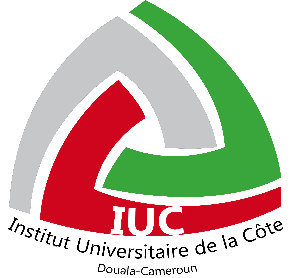 IUC
Institut Universitaire de la Côte
Douala-Cameroun